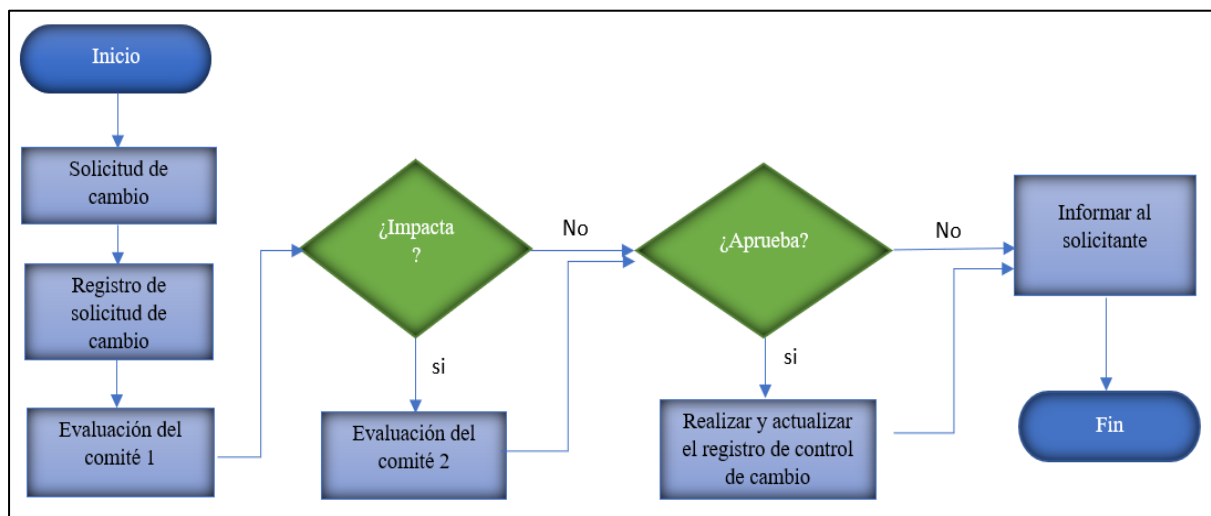 Inicio
Solicitud de
cambio
Registro de
solicitud de
cambio
Evaluación del
comité 1
¿Impacta
?
No
si
Evaluación del
comité 2
¿Aprueba?
No
si
Realizar y actualizar
el registro de control
de cambio
Informar al
solicitante
Fin